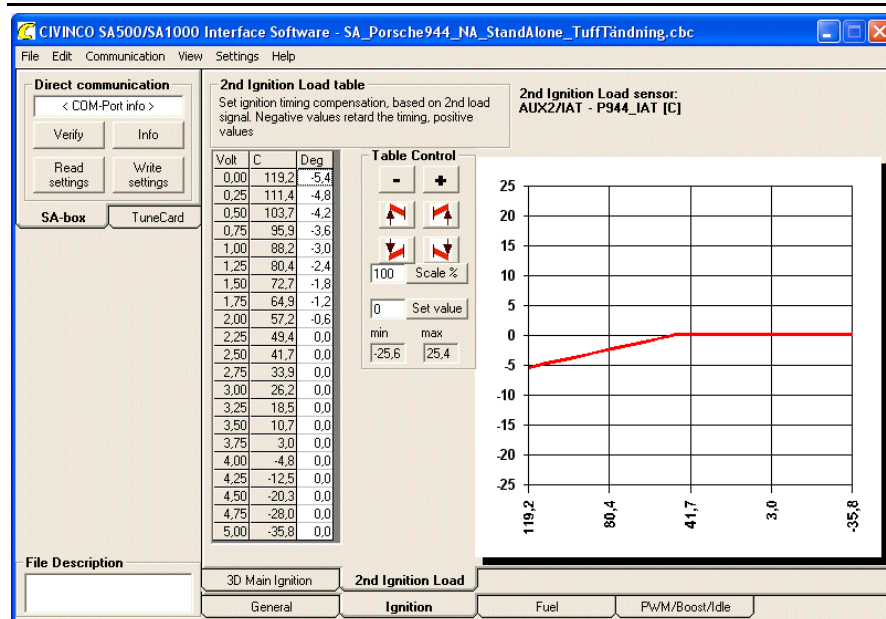 CIVINCO SA500/SA1000 Interface Software - SA_Porsche944_NA_StandAlone_TuffTändning.cbc
File Edit Communication View Settings Help
Direct communication
< COM-Port info >
Verify Info
Read settings Write settings
SA-box TuneCard
File Description
2nd Ignition Load table
Set ignition timing compensation, based on 2nd load
signal. Negative values retard the timing, positive
values
2nd Ignition Load sensor:
AUX2/IAT - P944_IAT [C]
Volt C Deg
0,00 119,2 -5,4
0,25 111,4 -4,8
0,50 103,7 -4,2
0,75 95,9 -3,6
1,00 88,2 -3,0
1,25 80,4 -2,4
1,50 72,7 -1,8
1,75 64,9 -1,2
2,00 57,2 -0,6
2,25 49,4 0,0
2,50 41,7 0,0
2,75 33,9 0,0
3,00 26,2 0,0
3,25 18,5 0,0
3,50 10,7 0,0
3,75 3,0 0,0
4,00 -4,8 0,0
4,25 -12,5 0,0
4,50 -20,3 0,0
4,75 -28,0 0,0
5,00 -35,8 0,0
Table Control
- +
100 Scale %
0 Set value
min max
-25,6 25,4
25
20
15
10
5
0
-5
-10
-15
-20
-25
119,2 80,4 41,7 3,0 -35,8
3D Main Ignition 2nd Ignition Load
General Ignition Fuel PWM/Boost/Idle